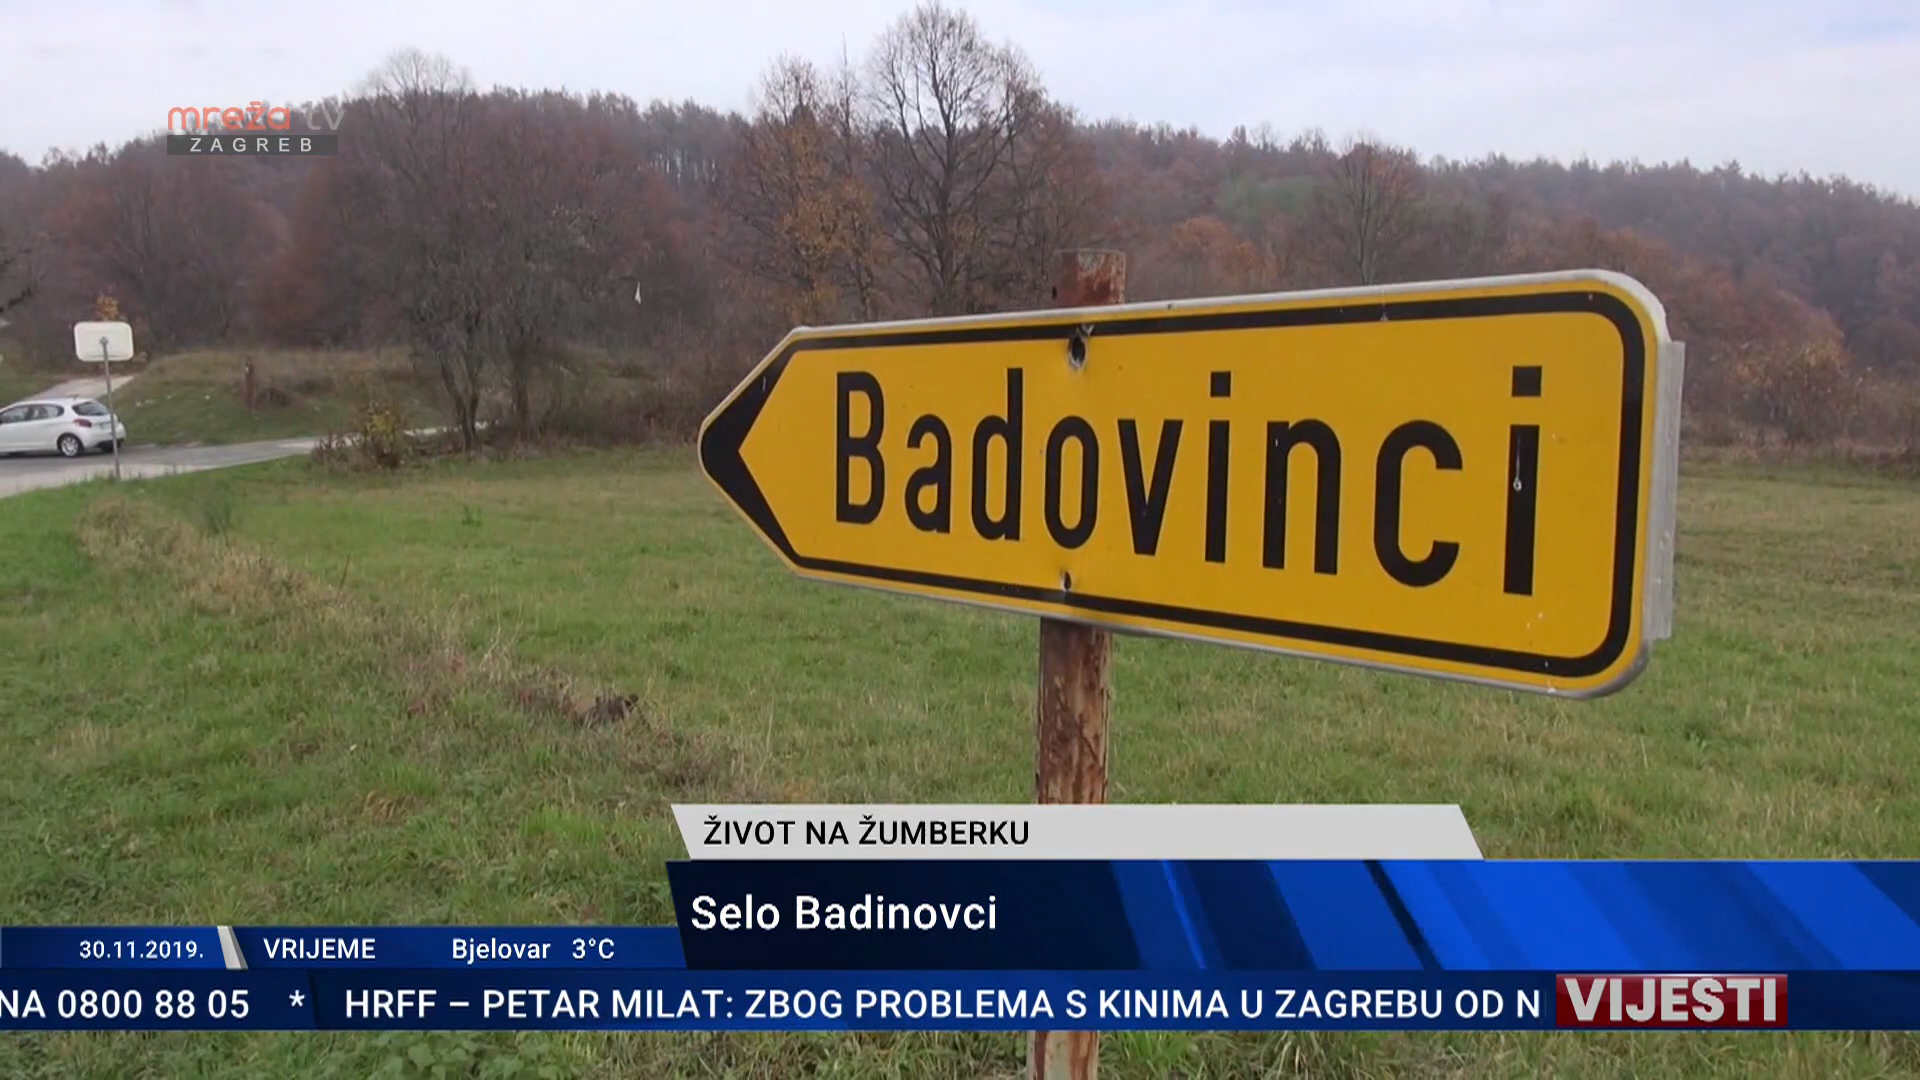 mreža tv
ZAGREB
Badovinci
ŽIVOT NA ŽUMBERKU
Selo Badinovci
30.11.2019. VRIJEME Bjelovar 3°C
NA 0800 88 05 * HRFF – PETAR MILAT: ZBOG PROBLEMA S KINIMA U ZAGREBU OD N
VIJESTI